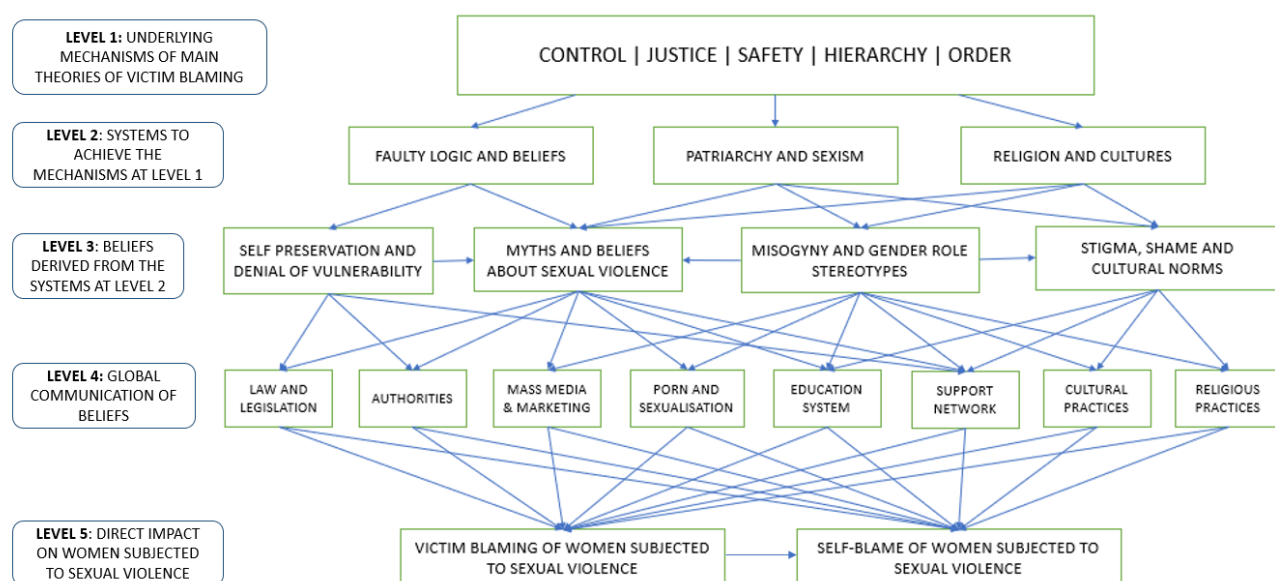 LEVEL 1: UNDERLYING
MECHANISMS OF MAIN
THEORIES OF VICTIM BLAMING
CONTROL | JUSTICE | SAFETY | HIERARCHY | ORDER
LEVEL 2: SYSTEMS TO
ACHIEVE THE
MECHANISMS AT LEVEL 1
FAULTY LOGIC AND BELIEFS
PATRIARCHY AND SEXISM
RELIGION AND CULTURES
LEVEL 3: BELIEFS
DERIVED FROM THE
SYSTEMS AT LEVEL 2
SELF PRESERVATION AND
DENIAL OF VULNERABILITY
MYTHS AND BELIEFS
ABOUT SEXUAL VIOLENCE
MISOGYNY AND GENDER ROLE
STEREOTYPES
STIGMA, SHAME AND
CULTURAL NORMS
LEVEL 4: GLOBAL
COMMUNICATION OF
BELIEFS
LAW AND
LEGISLATION
AUTHORITIES
MASS MEDIA
& MARKETING
PORN AND
SEXUALISATION
EDUCATION
SYSTEM
SUPPORT
NETWORK
CULTURAL
PRACTICES
RELIGIOUS
PRACTICES
LEVEL 5: DIRECT IMPACT
ON WOMEN SUBJECTED
TO SEXUAL VIOLENCE
VICTIM BLAMING OF WOMEN SUBJECTED
TO SEXUAL VIOLENCE
SELF-BLAME OF WOMEN SUBJECTED TO
SEXUAL VIOLENCE